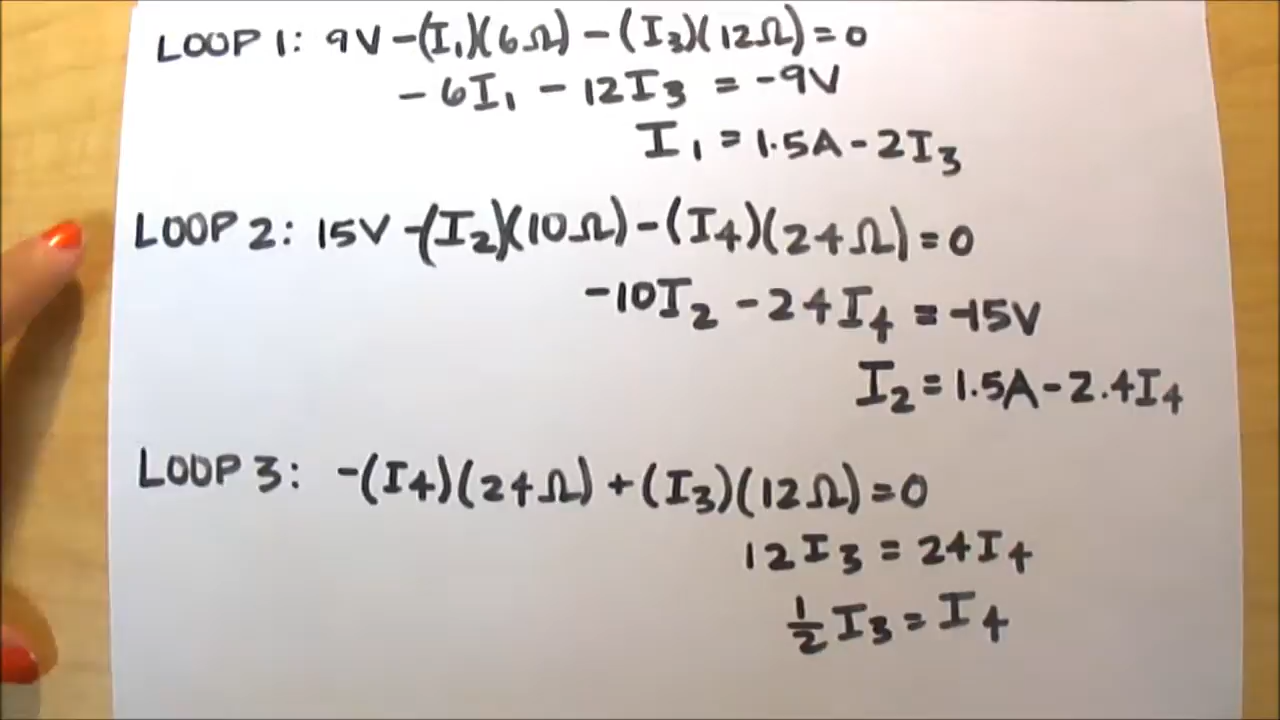 LOOP 1: 9V -(I₁)(6Ω) - (I₃)(12Ω) = 0
- 6I₁ - 12I₃ = -9V
I₁ = 1.5A - 2I₃
LOOP 2: 15V -(I₂)(10Ω) - (I₄)(24Ω) = 0
-10I₂ - 24I₄ = -15V
I₂ = 1.5A - 2.4I₄
LOOP 3: -(I₄)(24Ω) + (I₃)(12Ω) = 0
12I₃ = 24I₄
½I₃ = I₄